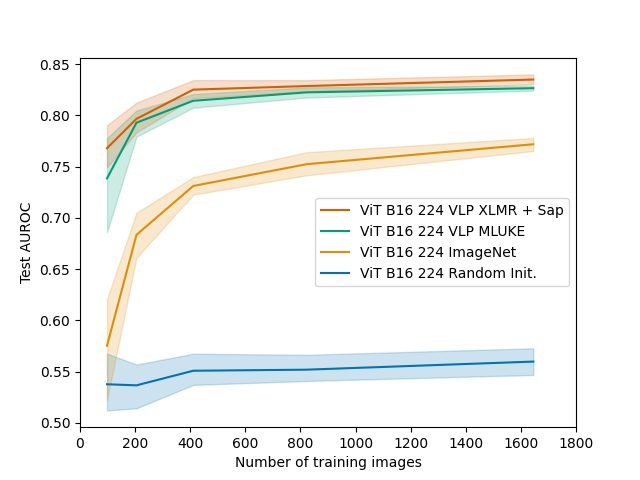 0.85
0.80
0.75
0.70
0.65
0.60
0.55
0.50
Test AUROC
ViT B16 224 VLP XLMR + Sap
ViT B16 224 VLP MLUKE
ViT B16 224 ImageNet
ViT B16 224 Random Init.
0 200 400 600 800 1000 1200 1400 1600 1800
Number of training images